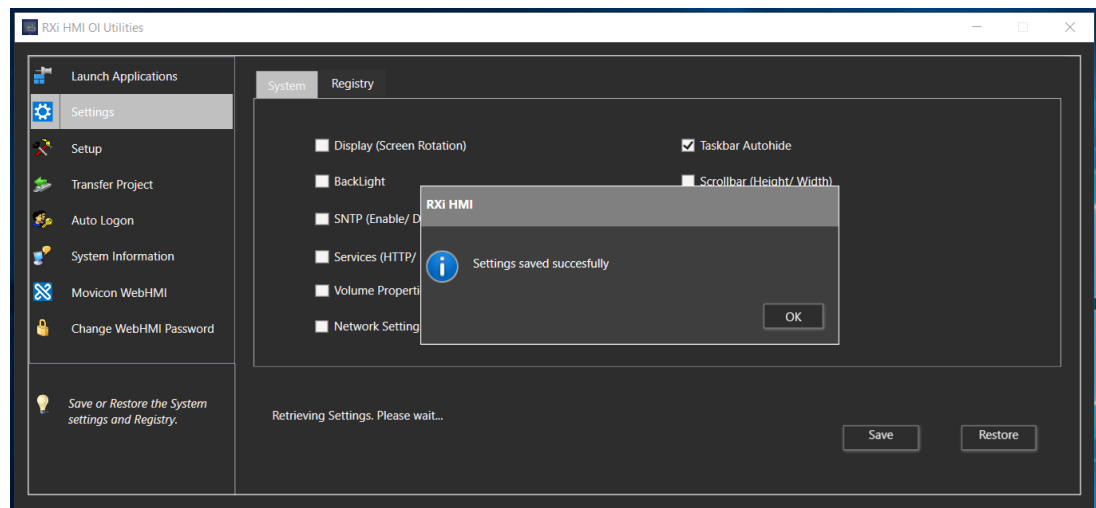 RXi HMI OI Utilities
Launch Applications
Settings
Setup
Transfer Project
Auto Logon
System Information
Movicon WebHMI
Change WebHMI Password
Save or Restore the System
settings and Registry.
System Registry
Display (Screen Rotation)
BackLight
SNTP (Enable/ D
Services (HTTP/
Volume Properti
Network Setting
Taskbar Autohide
Scrollbar (Height/ Width)
RXi HMI
Settings saved succesfully
OK
Retrieving Settings. Please wait...
Save Restore